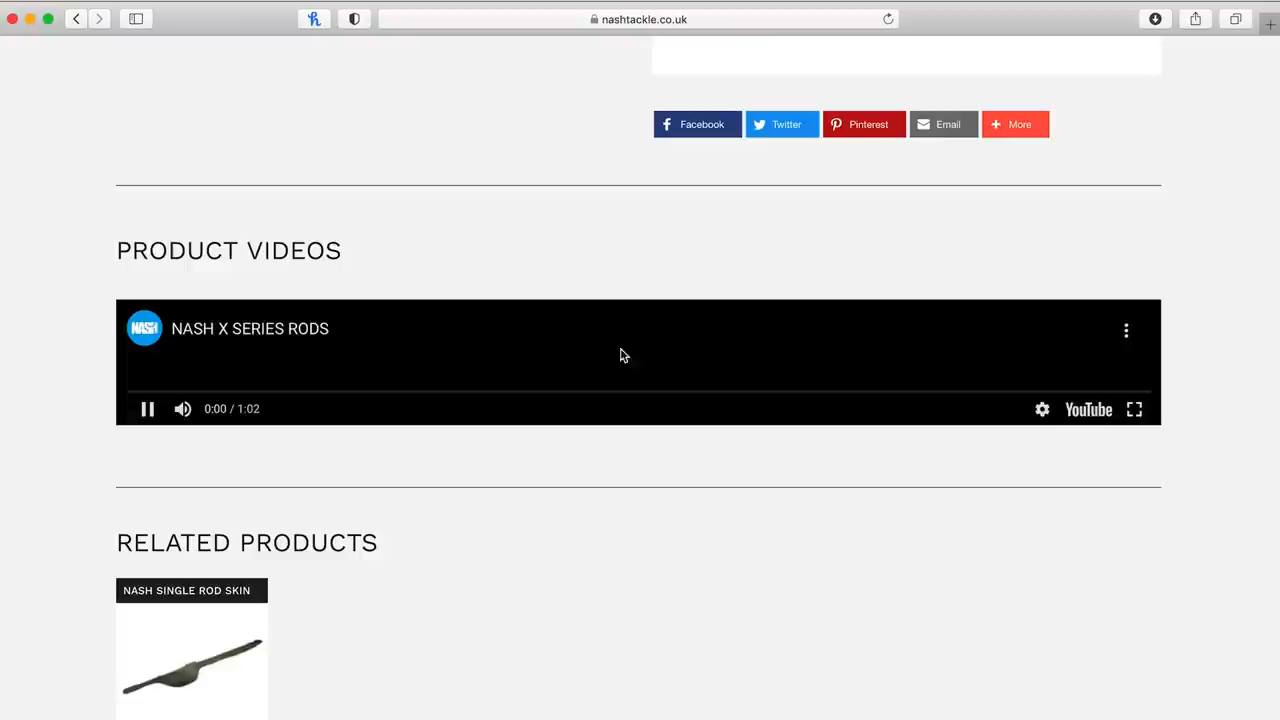 nashtackle.co.uk
Facebook Twitter Pinterest Email More
PRODUCT VIDEOS
NASH NASH X SERIES RODS
0:00 / 1:02 YouTube
RELATED PRODUCTS
NASH SINGLE ROD SKIN